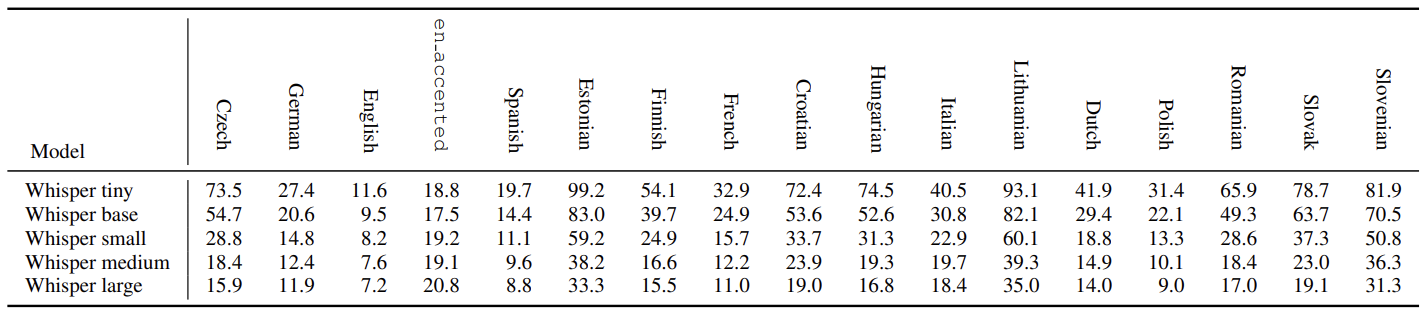 Model Czech German English en_accented Spanish Estonian Finnish French Croatian Hungarian Italian Lithuanian Dutch Polish Romanian Slovak Slovenian
Whisper tiny 73.5 27.4 11.6 18.8 19.7 99.2 54.1 32.9 72.4 74.5 40.5 93.1 41.9 31.4 65.9 78.7 81.9
Whisper base 54.7 20.6 9.5 17.5 14.4 83.0 39.7 24.9 53.6 52.6 30.8 82.1 29.4 22.1 49.3 63.7 70.5
Whisper small 28.8 14.8 8.2 19.2 11.1 59.2 24.9 15.7 33.7 31.3 22.9 60.1 18.8 13.3 28.6 37.3 50.8
Whisper medium 18.4 12.4 7.6 19.1 9.6 38.2 16.6 12.2 23.9 19.3 19.7 39.3 14.9 10.1 18.4 23.0 36.3
Whisper large 15.9 11.9 7.2 20.8 8.8 33.3 15.5 11.0 19.0 16.8 18.4 35.0 14.0 9.0 17.0 19.1 31.3